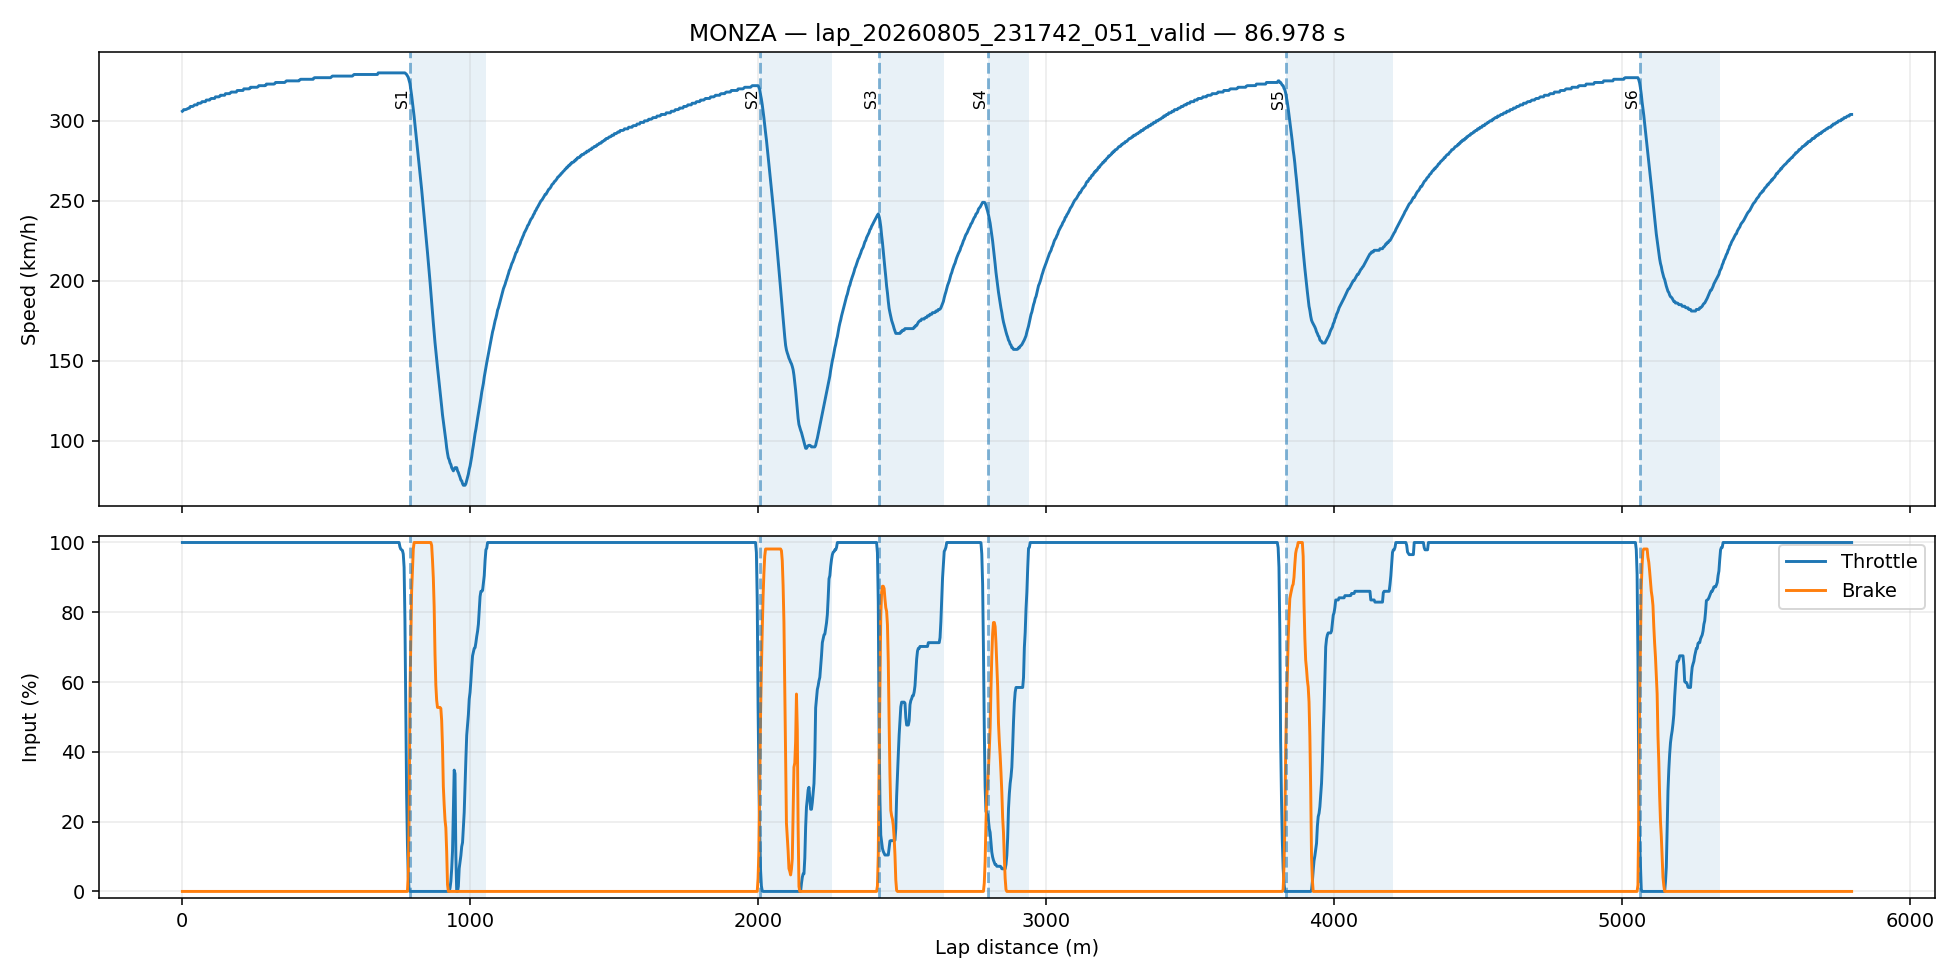 MONZA — lap_20260805_231742_051_valid — 86.978 s
Speed (km/h)
300
250
200
150
100
S1
S2
S3
S4
S5
S6
Input (%)
100
80
60
40
20
0
Throttle
Brake
0
1000
2000
3000
4000
5000
6000
Lap distance (m)